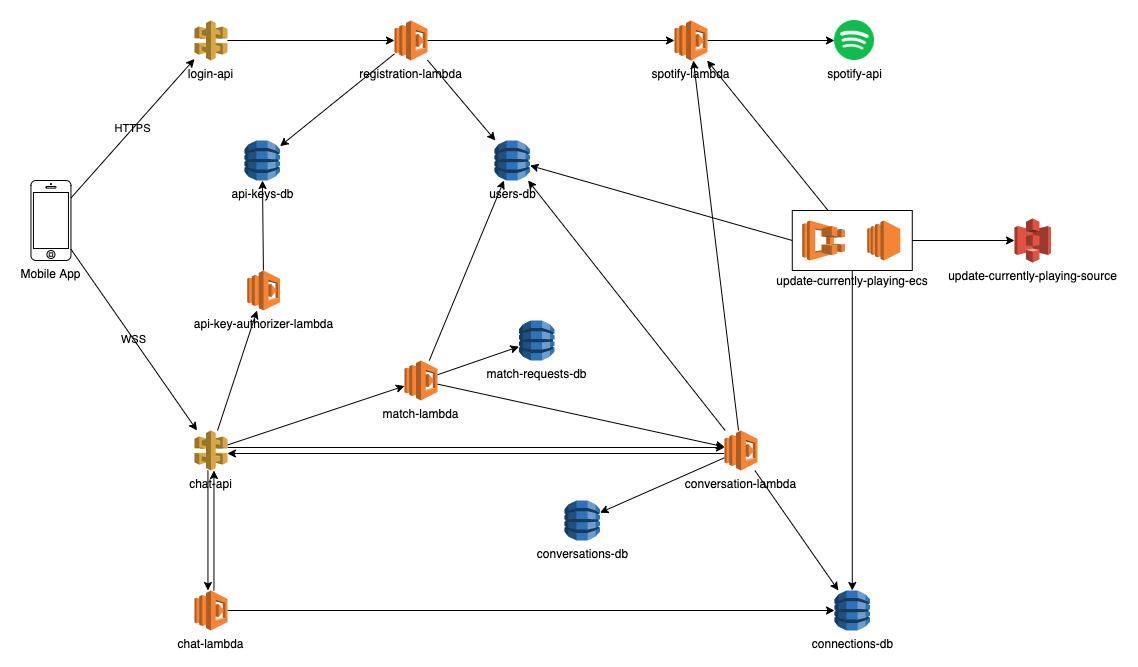 login-api
registration-lambda
spotify-lambda
spotify-api
HTTPS
api-keys-db
users-db
Mobile App
update-currently-playing-ecs
update-currently-playing-source
api-key-authorizer-lambda
WSS
match-requests-db
match-lambda
chat-api
conversation-lambda
conversations-db
chat-lambda
connections-db